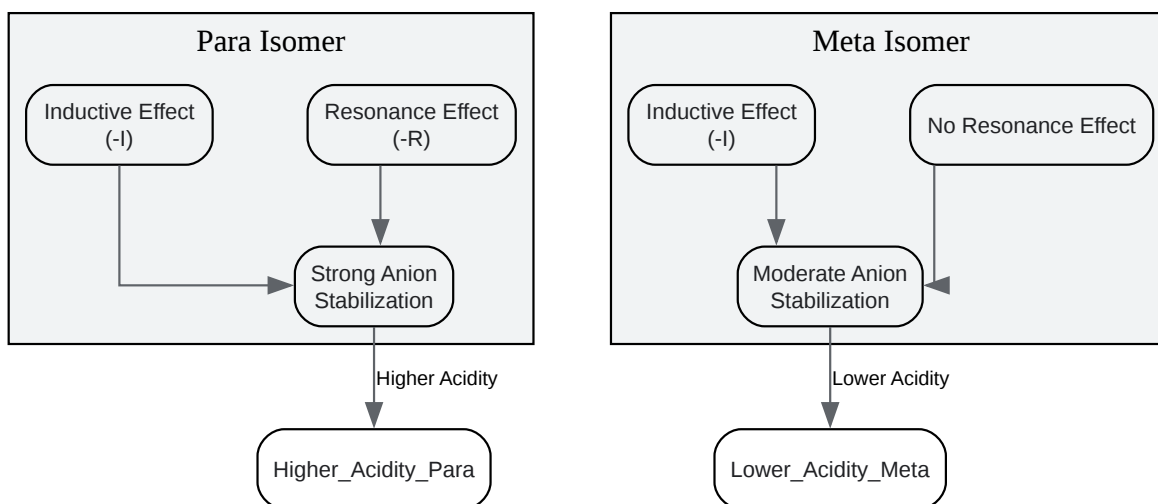 Para Isomer
Inductive Effect
(-I)
Resonance Effect
(-R)
Strong Anion
Stabilization
Higher Acidity
Higher_Acidity_Para
Meta Isomer
Inductive Effect
(-I)
No Resonance Effect
Moderate Anion
Stabilization
Lower Acidity
Lower_Acidity_Meta